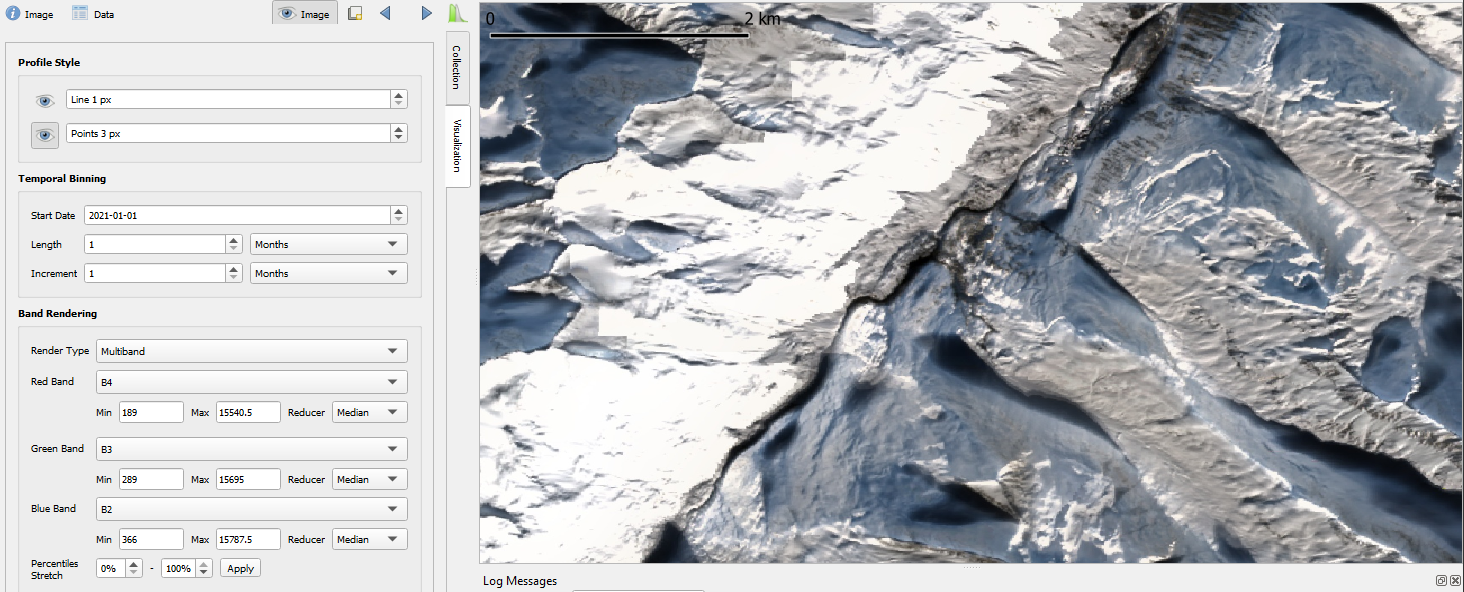 Image
Data
Image
0
2 km
Collection
Visualization
Profile Style
Line 1 px
Points 3 px
Temporal Binning
Start Date 2021-01-01
Length 1 Months
Increment 1 Months
Band Rendering
Render Type Multiband
Red Band B4
Min 189 Max 15540.5 Reducer Median
Green Band B3
Min 289 Max 15695 Reducer Median
Blue Band B2
Min 366 Max 15787.5 Reducer Median
Percentiles
Stretch
0% - 100% Apply
Log Messages